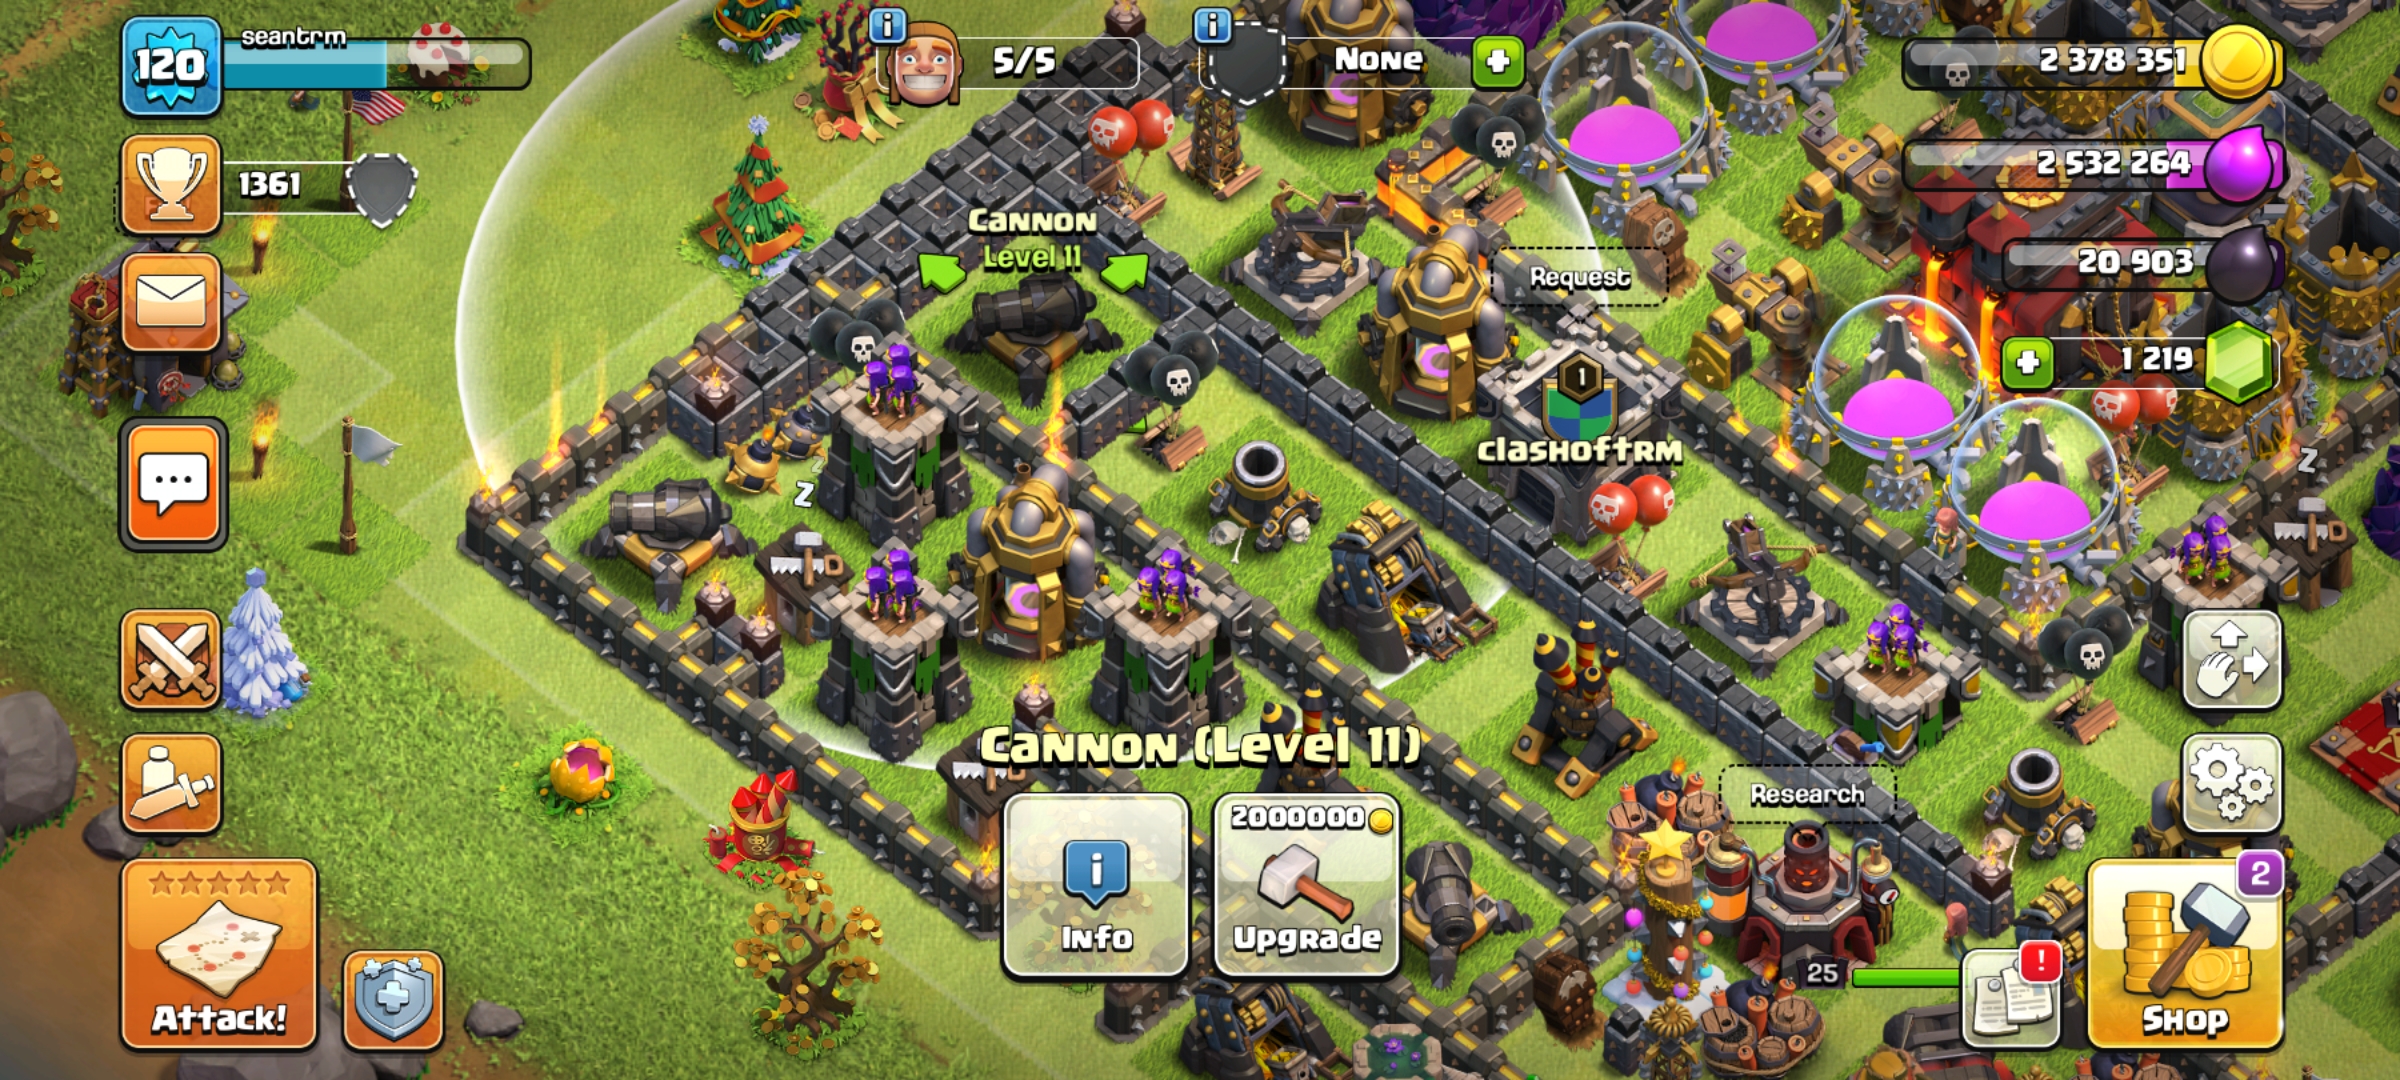 120
seantrm
5/5
None
2 378 351
1361
2 532 264
Cannon
Level 11
Request
20 903
1 219
1
clashoftRM
Z
Z
Cannon (Level 11)
Research
2000000
Info
Upgrade
25
2
Attack!
!
Shop